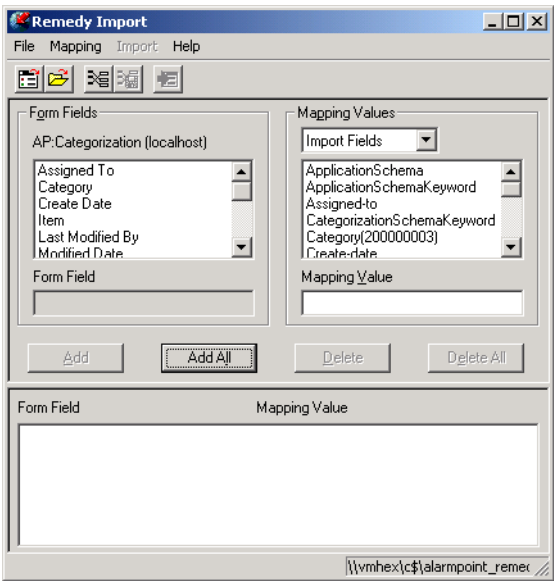 Remedy Import
File Mapping Import Help
Form Fields
AP:Categorization (localhost)
Assigned To
Category
Create Date
Item
Last Modified By
Modified Date
Form Field
Mapping Values
Import Fields
ApplicationSchema
ApplicationSchemaKeyword
Assigned-to
CategorizationSchemaKeyword
Category(200000003)
Create-date
Mapping Value
Add Add All Delete Delete All
Form Field Mapping Value
\\vmhex\c$\alarmpoint_remec